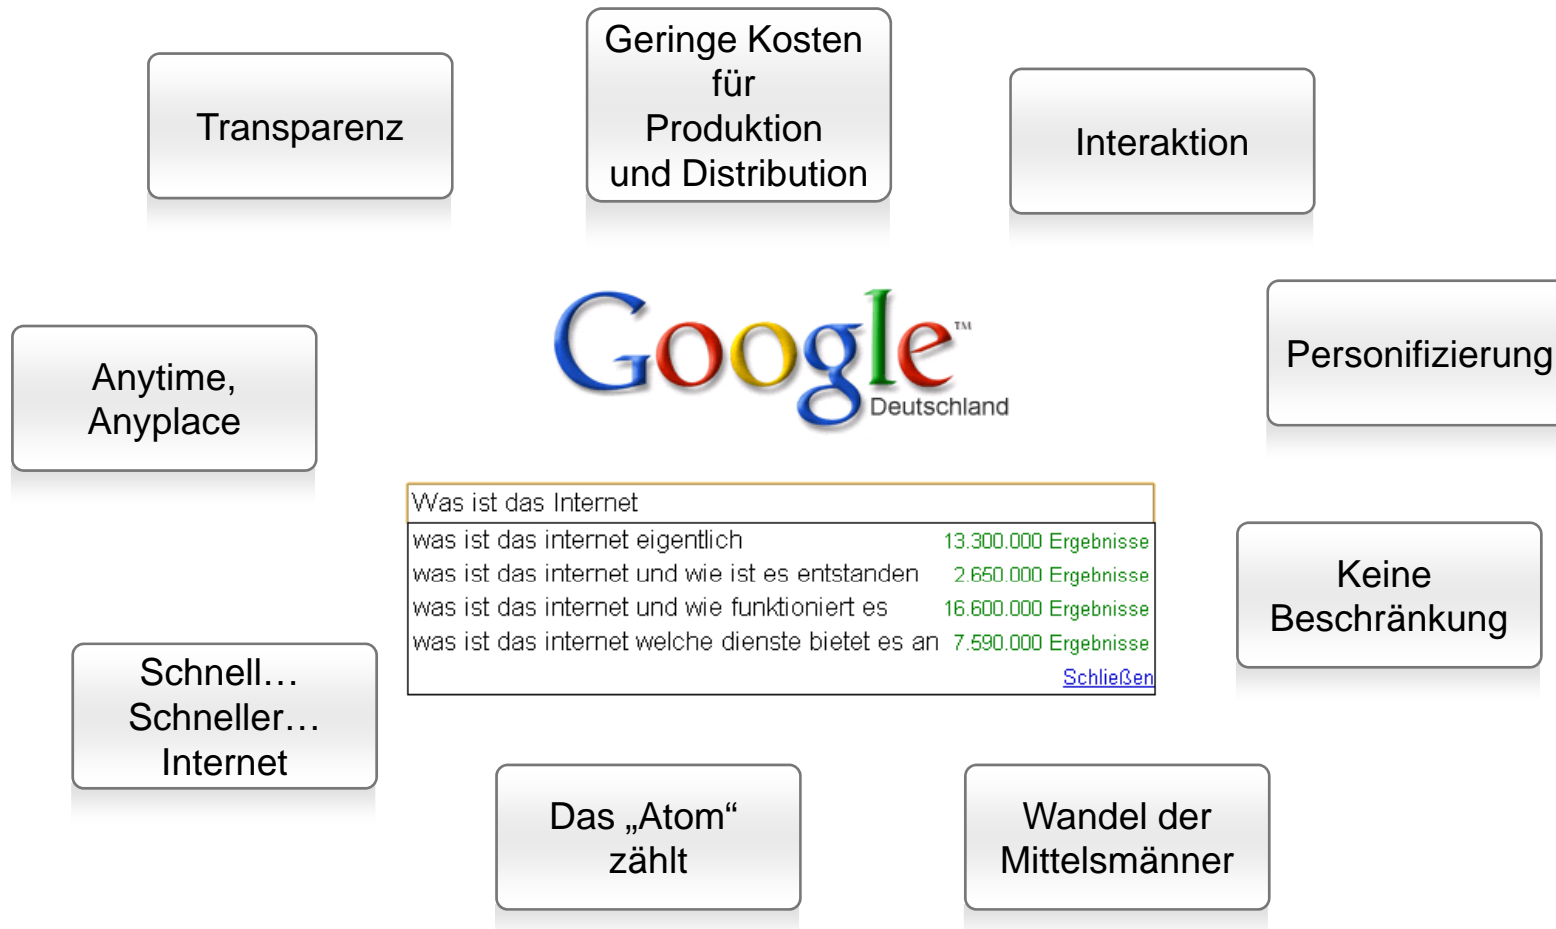 Geringe Kosten
für
Produktion
und Distribution
Transparenz
Interaktion
Google™
Deutschland
Personifizierung
Anytime,
Anyplace
Was ist das Internet
was ist das internet eigentlich 13.300.000 Ergebnisse
was ist das internet und wie ist es entstanden 2.650.000 Ergebnisse
was ist das internet und wie funktioniert es 16.600.000 Ergebnisse
was ist das internet welche dienste bietet es an 7.590.000 Ergebnisse
Schließen
Keine
Beschränkung
Schnell…
Schneller…
Internet
Das „Atom“
zählt
Wandel der
Mittelsmänner